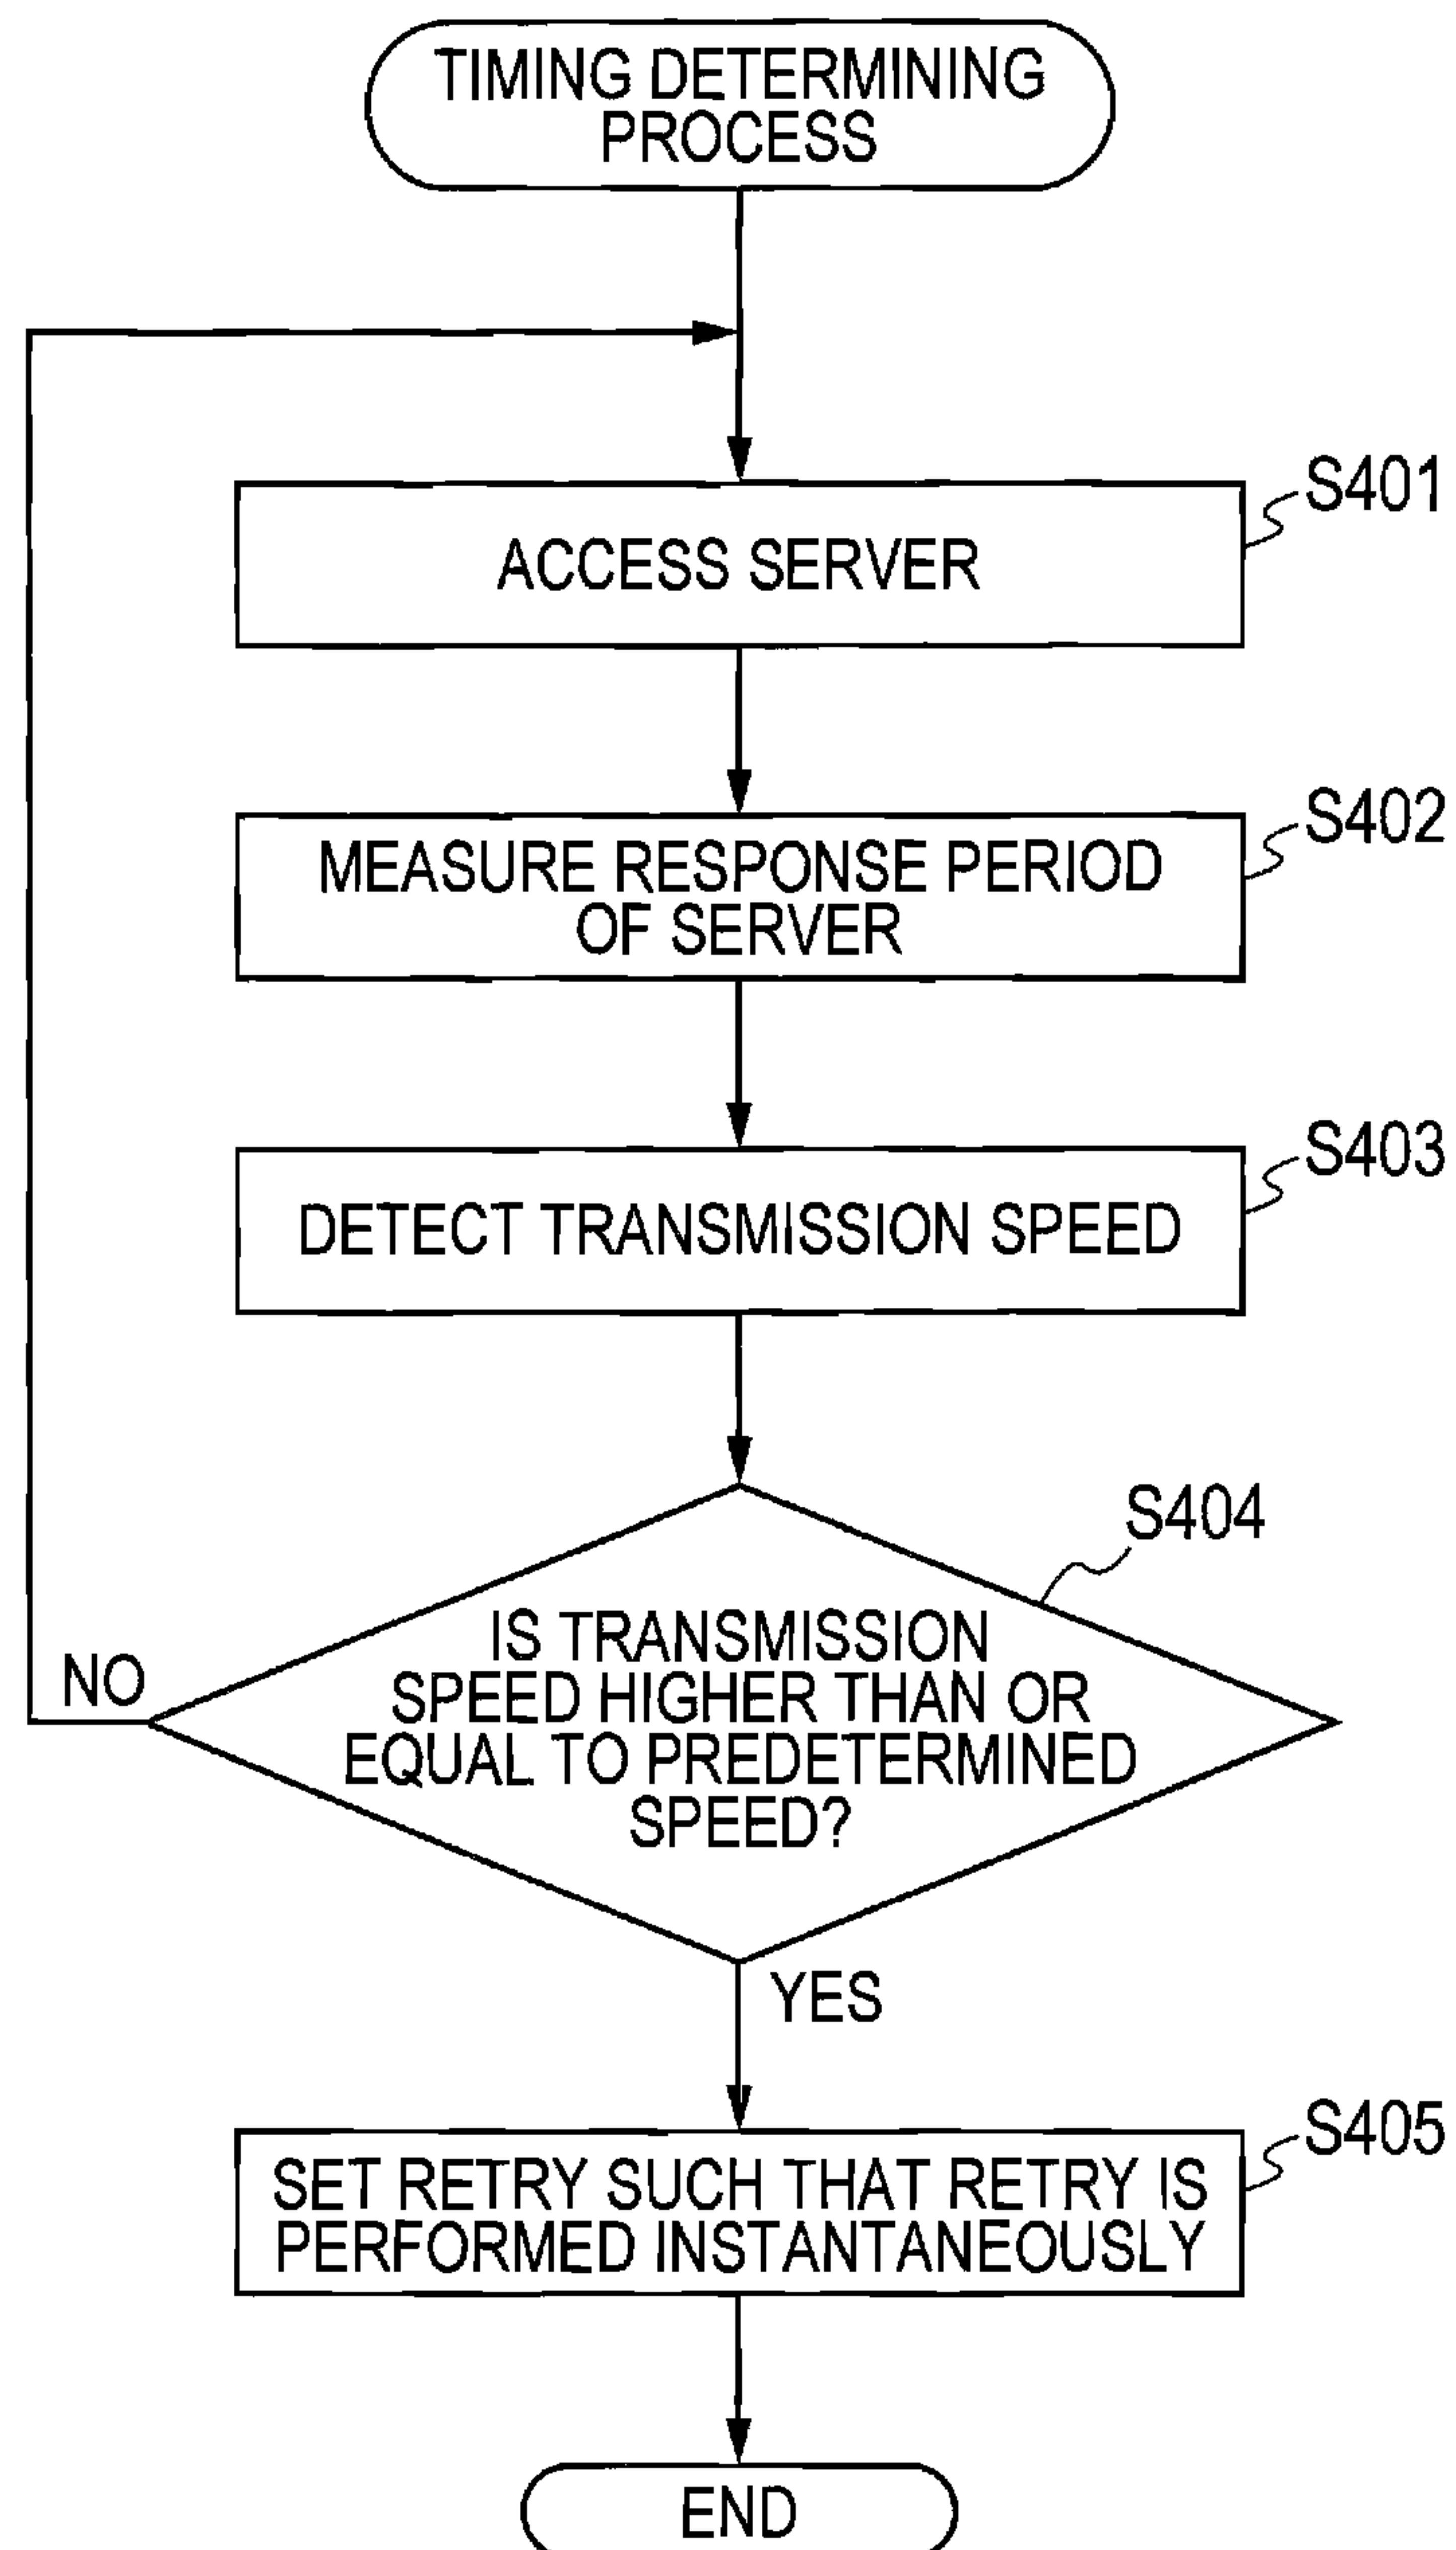 TIMING DETERMINING
PROCESS
S401
ACCESS SERVER
S402
MEASURE RESPONSE PERIOD
OF SERVER
S403
DETECT TRANSMISSION SPEED
S404
IS TRANSMISSION
SPEED HIGHER THAN OR
EQUAL TO PREDETERMINED
SPEED?
NO
YES
S405
SET RETRY SUCH THAT RETRY IS
PERFORMED INSTANTANEOUSLY
END